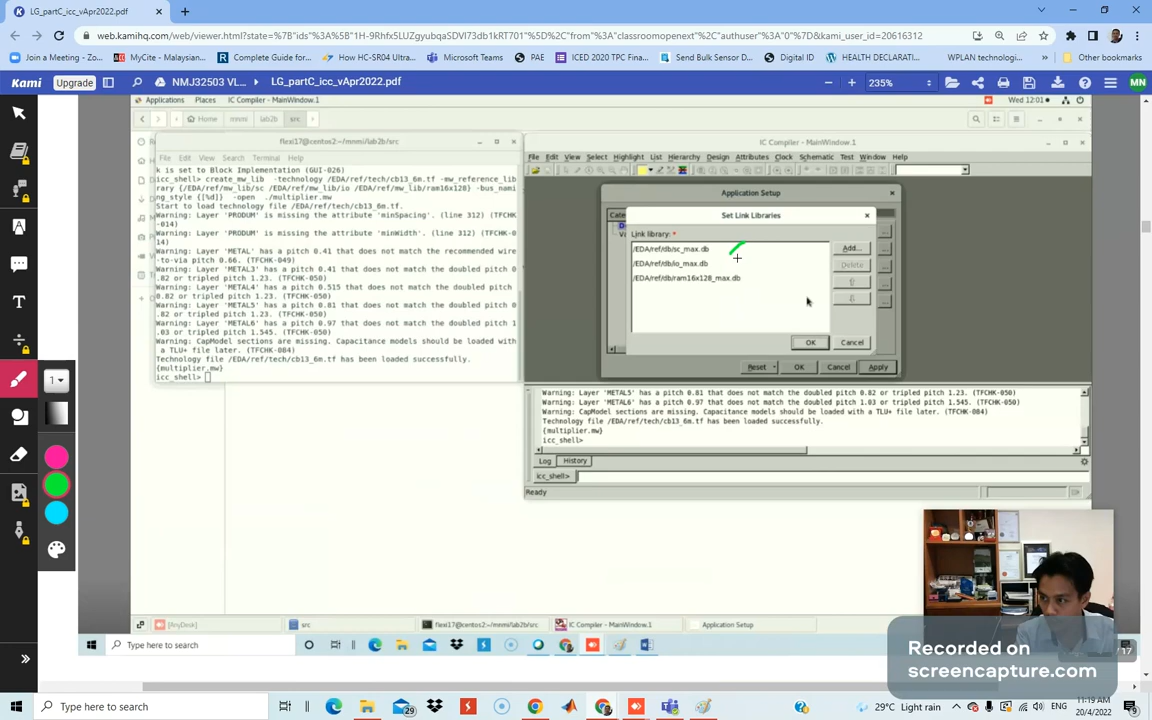 LG_partC_icc_vApr2022.pdf
web.kamihq.com/web/viewer.html?state=%7B"ids"%3A%5B"1H-9Rhfx5LUZgyubqaSDVI73db1kRT701"%5D%2C"from"%3A"classroomopenext"%2C"authuser"%3A"0"%7D&kami_user_id=20616312
Join a Meeting - Zo...
MyCite - Malaysian...
Complete Guide for...
How HC-SR04 Ultra...
Microsoft Teams
PAE
ICED 2020 TPC Fina...
Send Bulk Sensor D...
Digital ID
HEALTH DECLARATI...
WPLAN technologi...
Other bookmarks
Kami
Upgrade
NMJ32503 VL...
LG_partC_icc_vApr2022.pdf
235%
MN
Applications Places IC Compiler - MainWindow.1
Wed 12:01
Home mnmi lab2b src
flexi17@centos2:~/mnmi/lab2b/src
File Edit View Search Terminal Help
k is set to Block Implementation (GUI-026)
icc_shell> create_mw_lib -technology /EDA/ref/tech/cb13_6m.tf -mw_reference_library {/EDA/ref/mw_lib/sc /EDA/ref/mw_lib/io /EDA/ref/mw_lib/ram16x128} -bus_naming_style {[%d]} -open ./multiplier.mw
Start to load technology file /EDA/ref/tech/cb13_6m.tf.
Warning: Layer 'PRODUM' is missing the attribute 'minSpacing'. (line 312) (TFCHK-014)
Warning: Layer 'PRODUM' is missing the attribute 'minWidth'. (line 312) (TFCHK-014)
Warning: Layer 'METAL' has a pitch 0.41 that does not match the recommended wire-to-via pitch 0.66. (TFCHK-049)
Warning: Layer 'METAL3' has a pitch 0.41 that does not match the doubled pitch 0.82 or tripled pitch 1.23. (TFCHK-050)
Warning: Layer 'METAL4' has a pitch 0.515 that does not match the doubled pitch 0.82 or tripled pitch 1.23. (TFCHK-050)
Warning: Layer 'METAL5' has a pitch 0.81 that does not match the doubled pitch 0.82 or tripled pitch 1.23. (TFCHK-050)
Warning: Layer 'METAL6' has a pitch 0.97 that does not match the doubled pitch 1.03 or tripled pitch 1.545. (TFCHK-050)
Warning: CapModel sections are missing. Capacitance models should be loaded with a TLU+ file later. (TFCHK-084)
Technology file /EDA/ref/tech/cb13_6m.tf has been loaded successfully.
{multiplier.mw}
icc_shell>
IC Compiler - MainWindow.1
File Edit View Select Highlight List Hierarchy Design Attributes Clock Schematic Test Window Help
Application Setup
Cate
Set Link Libraries
Link library: *
/EDA/ref/db/sc_max.db
/EDA/ref/db/io_max.db
/EDA/ref/db/ram16x128_max.db
Add...
Delete
OK
Cancel
Reset
OK
Cancel
Apply
Warning: Layer 'METAL5' has a pitch 0.81 that does not match the doubled pitch 0.82 or tripled pitch 1.23. (TFCHK-050)
Warning: Layer 'METAL6' has a pitch 0.97 that does not match the doubled pitch 1.03 or tripled pitch 1.545. (TFCHK-050)
Warning: CapModel sections are missing. Capacitance models should be loaded with a TLU+ file later. (TFCHK-084)
Technology file /EDA/ref/tech/cb13_6m.tf has been loaded successfully.
{multiplier.mw}
icc_shell>
Log History
icc_shell>
Ready
[AnyDesk]
src
flexi17@centos2:~/mnmi/lab2b/src
IC Compiler - MainWindow.1
Application Setup
Type here to search
/ 17
Recorded on
screencapture.com
Type here to search
29
29°C Light rain
11:19 AM
20/4/2022
9